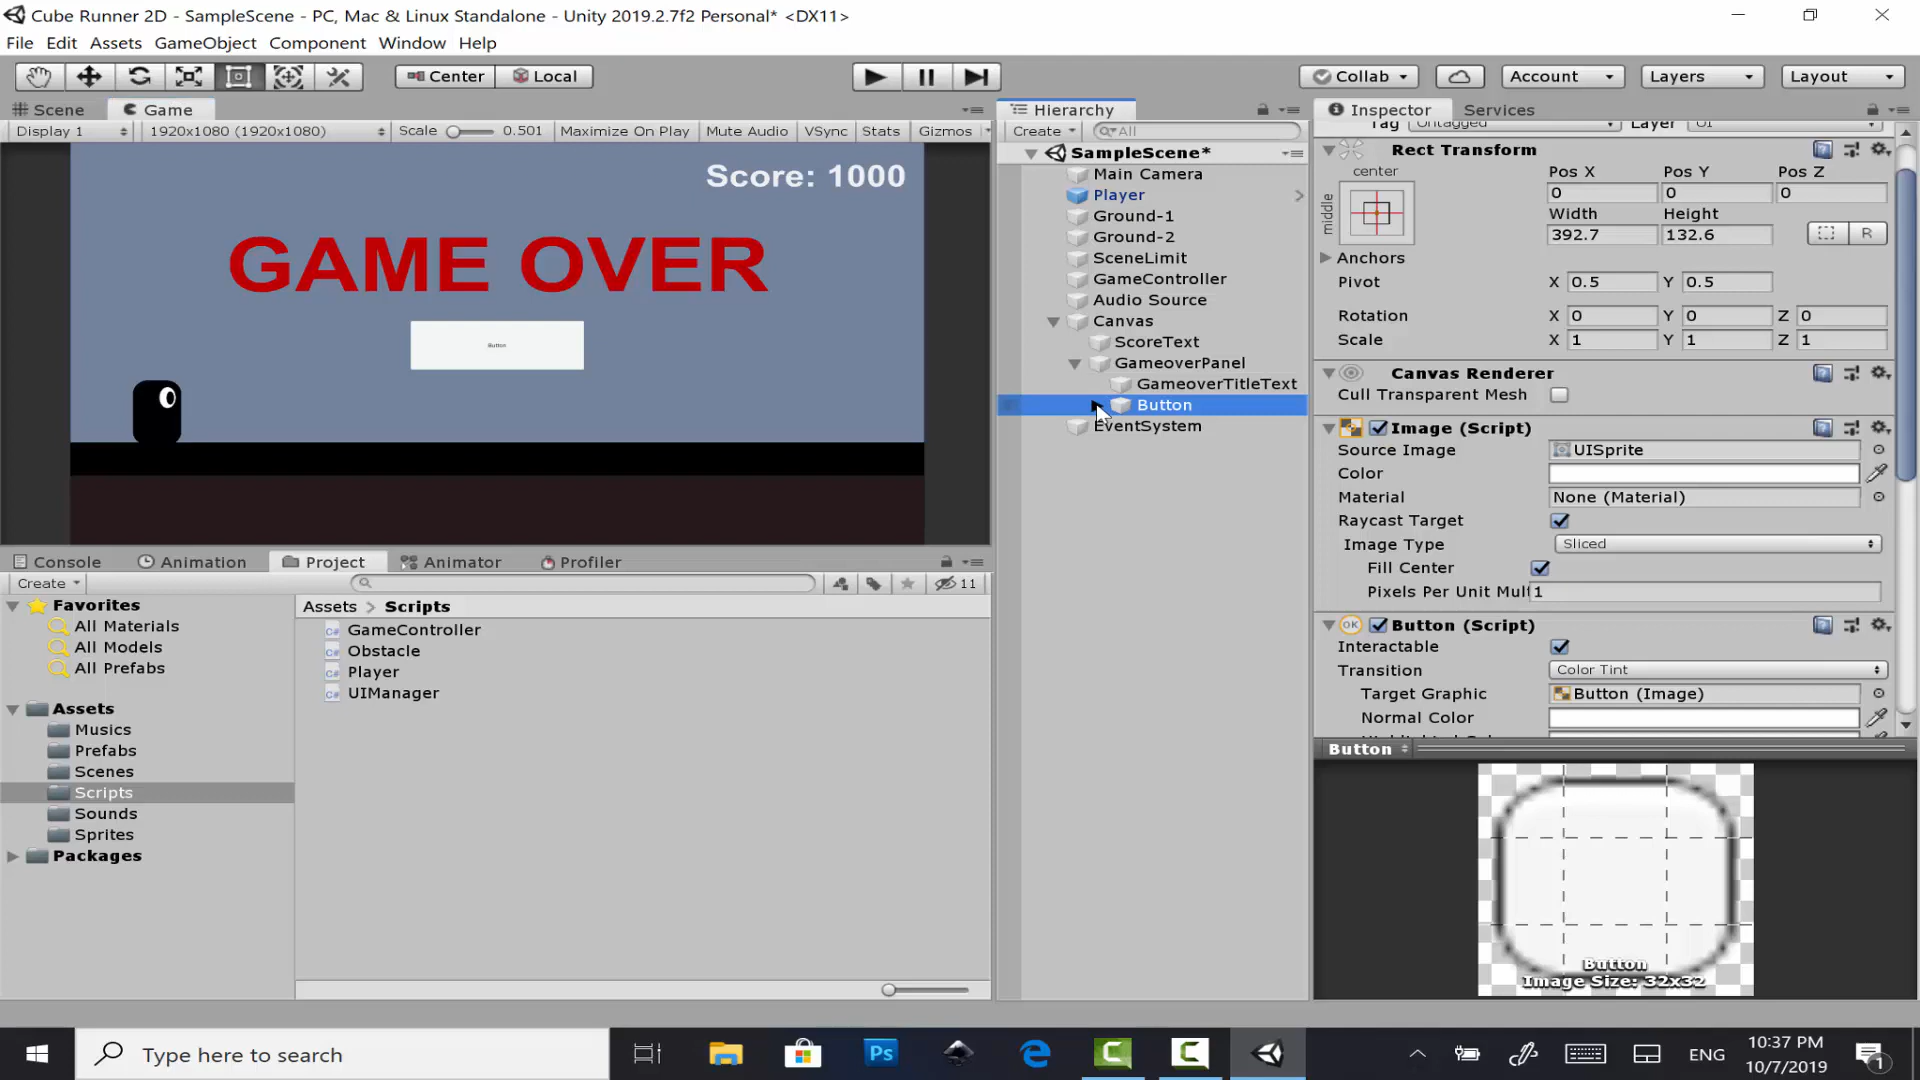 Cube Runner 2D - SampleScene - PC, Mac & Linux Standalone - Unity 2019.2.7f2 Personal* <DX11>
File Edit Assets GameObject Component Window Help
Center Local Collab Account Layers Layout
Scene Game
Display 1 1920x1080 (1920x1080) Scale 0.501 Maximize On Play Mute Audio VSync Stats Gizmos
Score: 1000
GAME OVER
Button
Hierarchy
Create All
SampleScene*
Main Camera
Player
Ground-1
Ground-2
SceneLimit
GameController
Audio Source
Canvas
ScoreText
GameoverPanel
GameoverTitleText
Button
EventSystem
Inspector Services
Tag Untagged Layer UI
Rect Transform
center Pos X Pos Y Pos Z
middle 0 0 0
Width Height
392.7 132.6 R
Anchors
Pivot X 0.5 Y 0.5
Rotation X 0 Y 0 Z 0
Scale X 1 Y 1 Z 1
Canvas Renderer
Cull Transparent Mesh
Image (Script)
Source Image UISprite
Color
Material None (Material)
Raycast Target
Image Type Sliced
Fill Center
Pixels Per Unit Mult 1
OK Button (Script)
Interactable
Transition Color Tint
Target Graphic Button (Image)
Normal Color
Button
Button
Image Size: 32x32
Console Animation Project Animator Profiler
Create 11
Favorites
All Materials
All Models
All Prefabs
Assets
Musics
Prefabs
Scenes
Scripts
Sounds
Sprites
Packages
Assets > Scripts
GameController
Obstacle
Player
UIManager
Type here to search
Ps
ENG
10:37 PM
10/7/2019
1